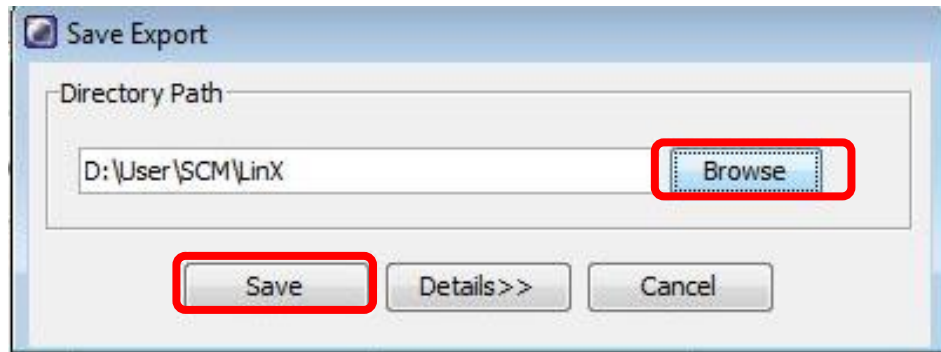 Save Export
Directory Path
D:\User\SCM\LinX
Browse
Save
Details>>
Cancel